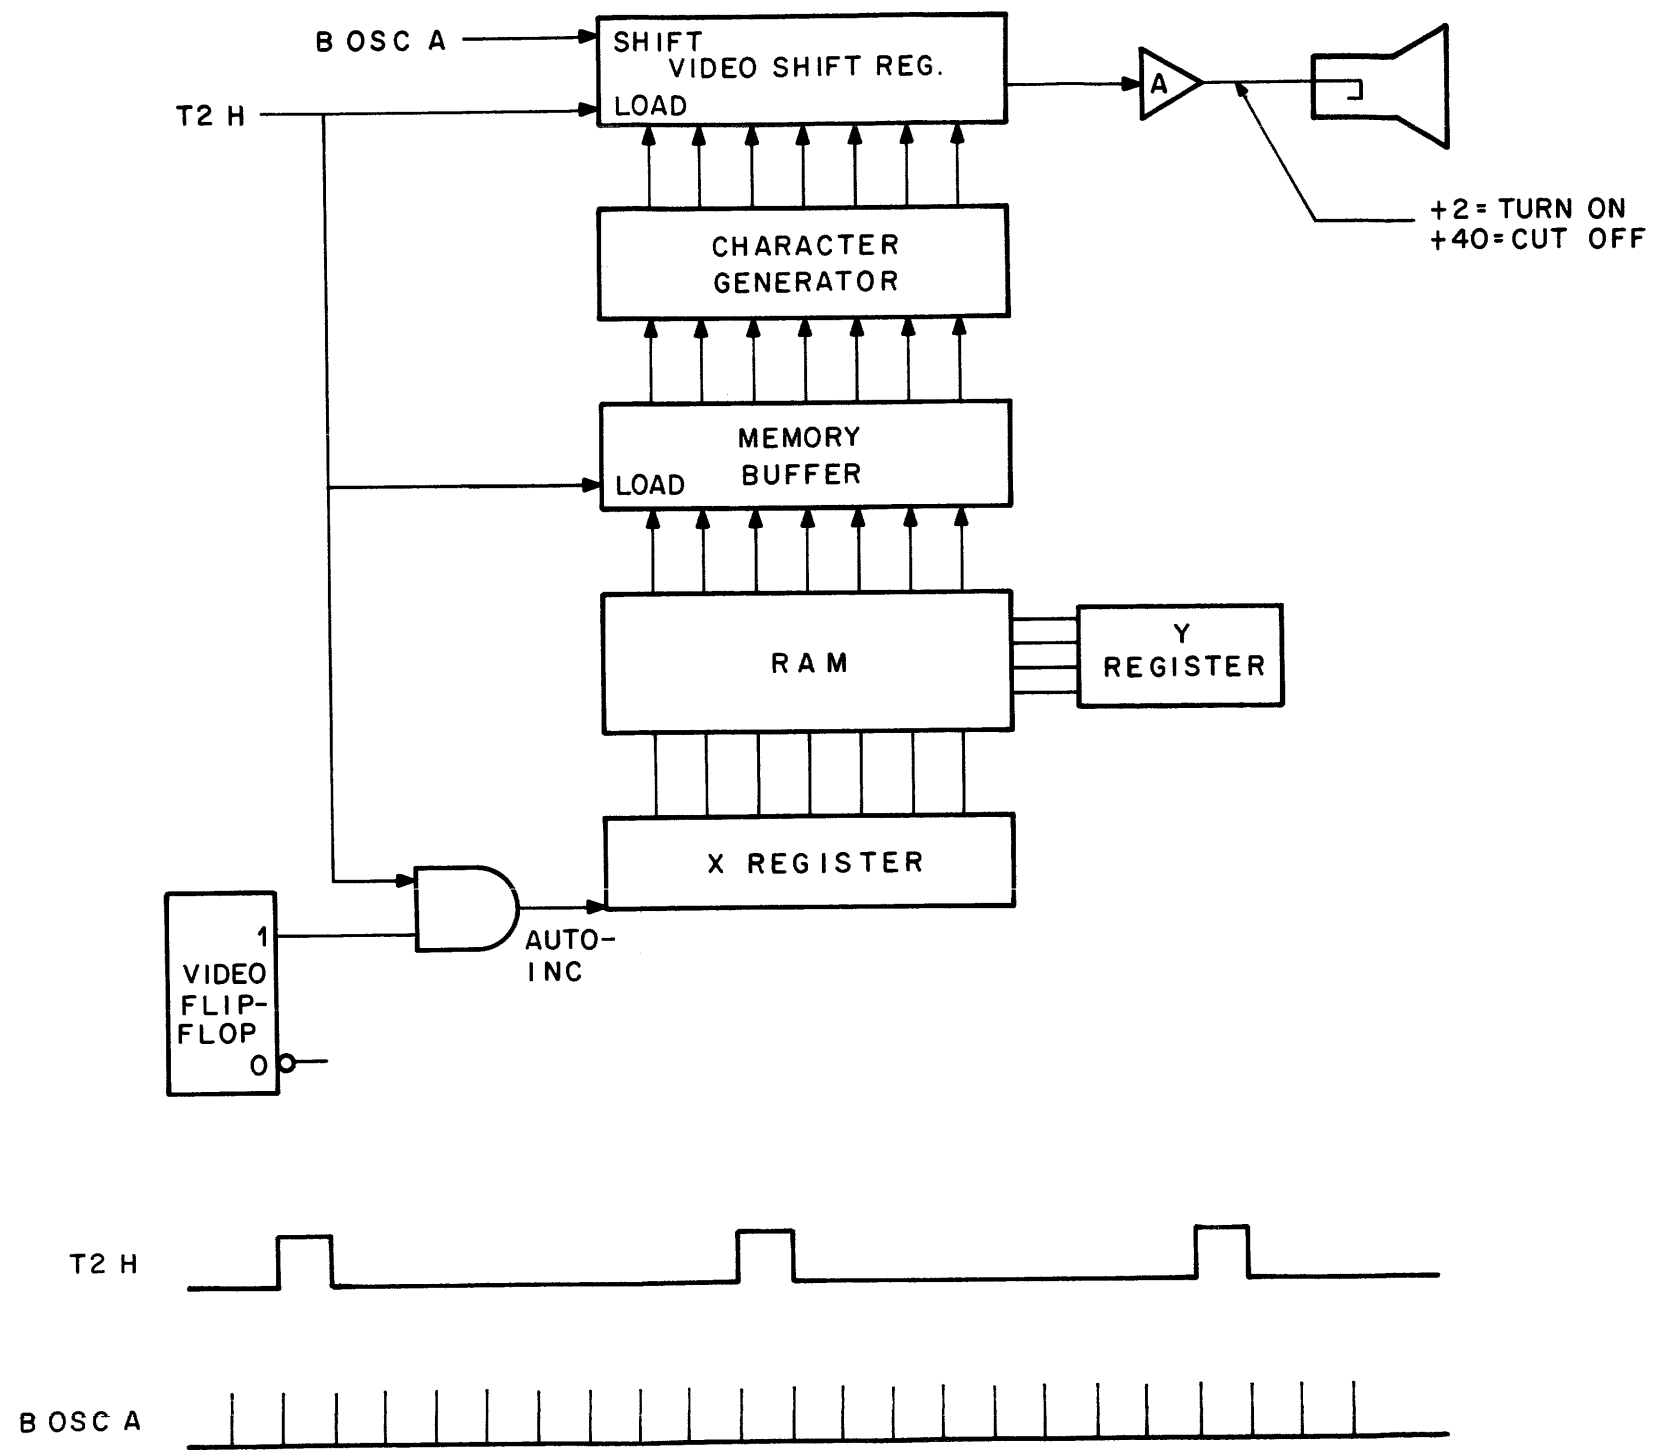 B OSC A
SHIFT
VIDEO SHIFT REG.
T2 H
LOAD
A
+2= TURN ON
+40=CUT OFF
CHARACTER
GENERATOR
MEMORY
BUFFER
LOAD
RAM
Y
REGISTER
X REGISTER
AUTO-
INC
1
VIDEO
FLIP-
FLOP
0
T2 H
B OSC A